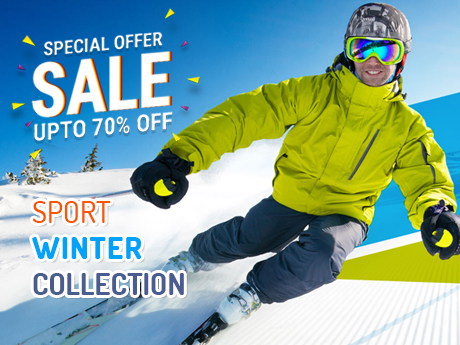 SPECIAL OFFER
SALE
UPTO 70% OFF
SPORT
WINTER
COLLECTION